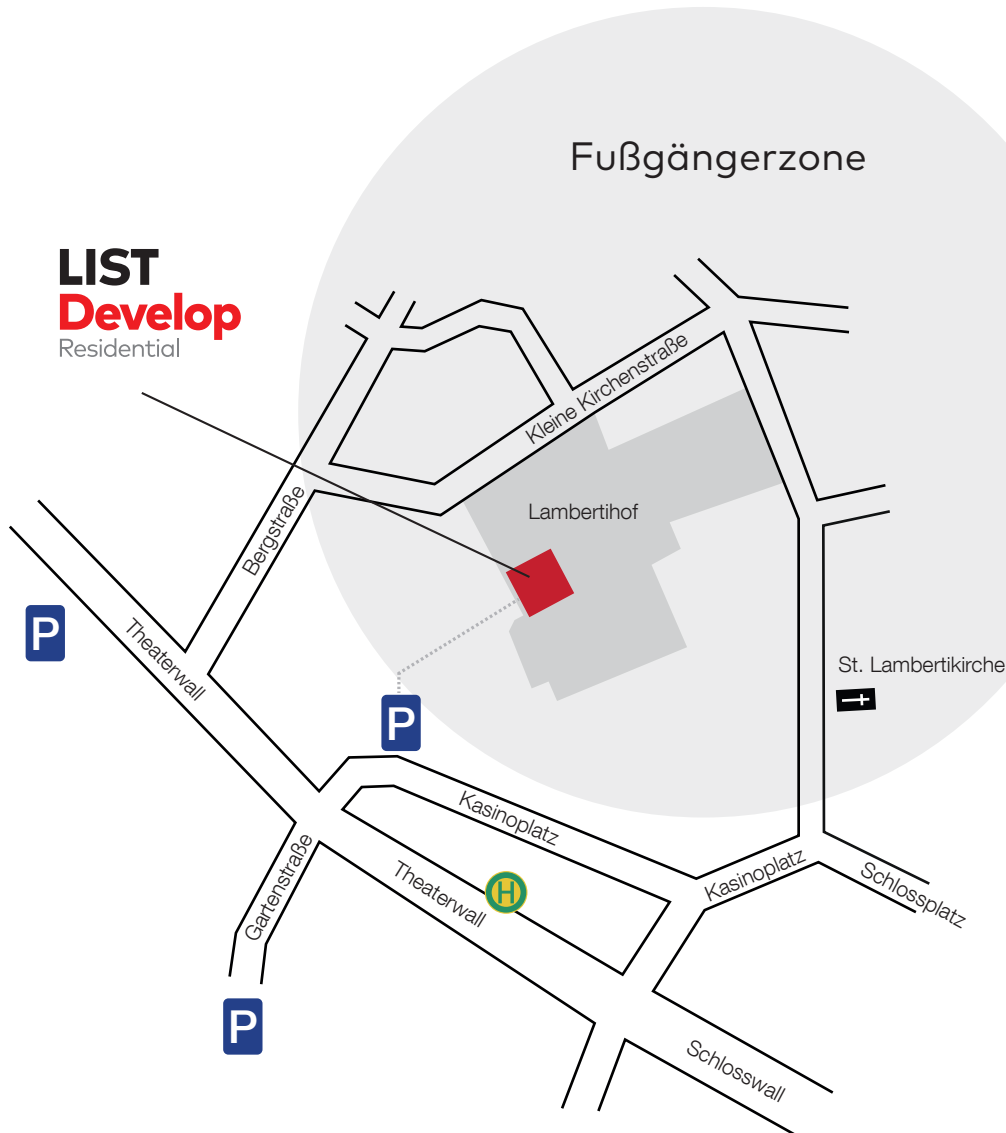 Fußgängerzone
LIST
Develop
Residential
Kleine Kirchenstraße
Lambertihof
Bergstraße
P
Theaterwall
St. Lambertikirche
P
Kasinoplatz
Kasinoplatz
Schlossplatz
Gartenstraße
Theaterwall
H
P
Schlosswall